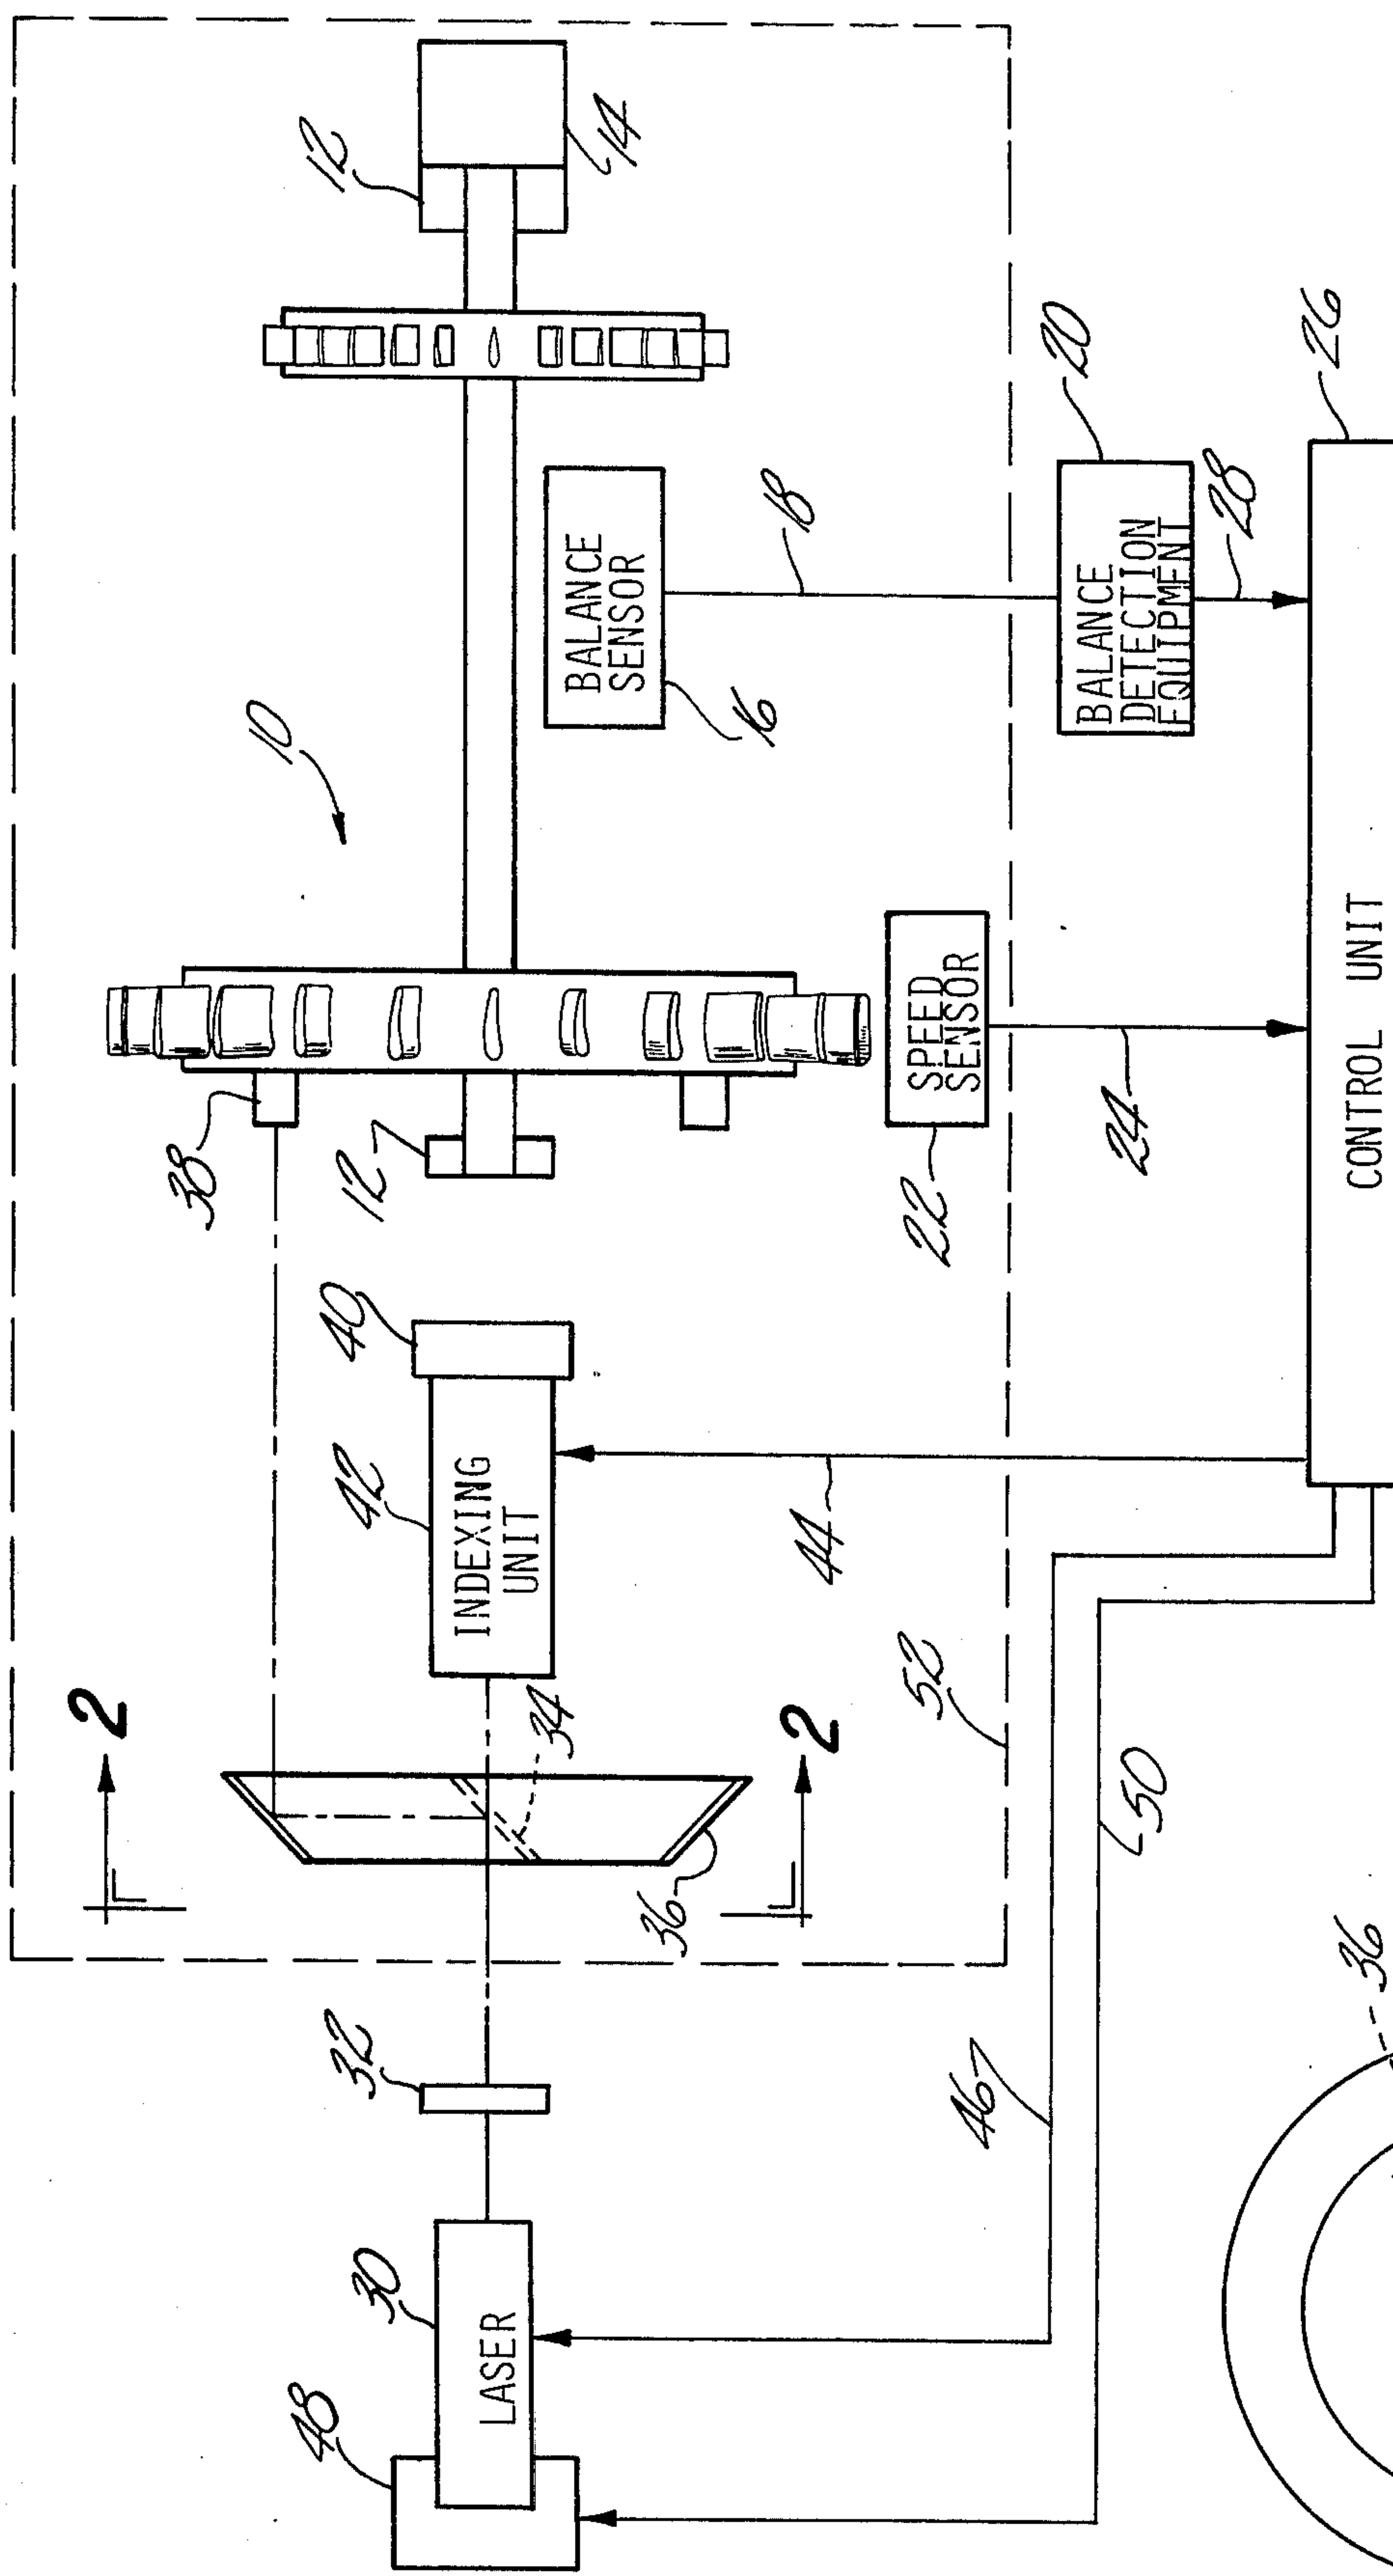 12
14
10
BALANCE
SENSOR
16
18
20
BALANCE
DETECTION
EQUIPMENT
28
26
38
12
SPEED
SENSOR
22
24
CONTROL UNIT
40
42
INDEXING
UNIT
44
2
34
36
2
52
32
46
50
30
LASER
48
36